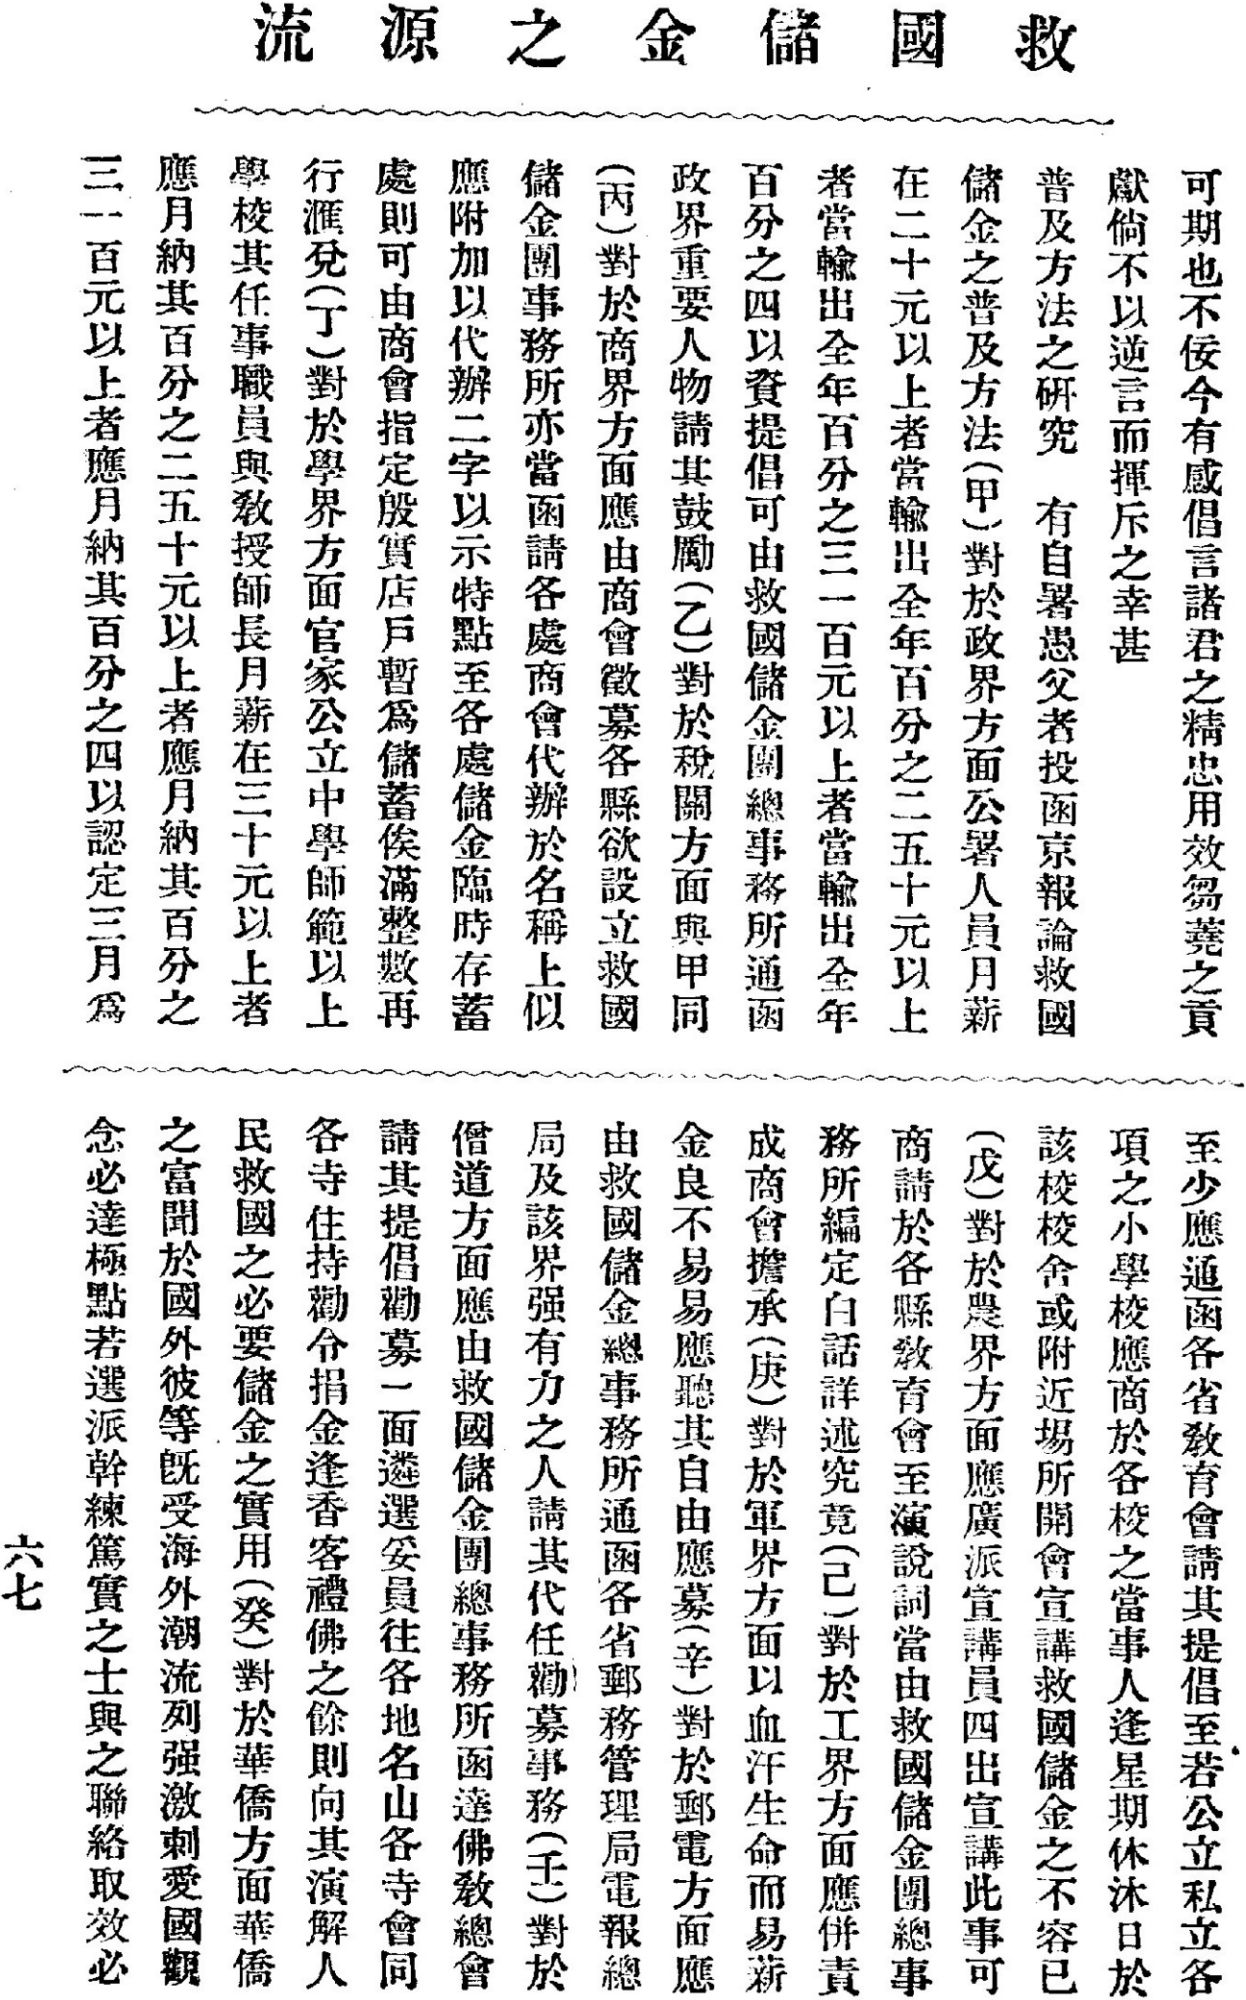 救國儲金之源流
可期也不佞今有感倡言諸君之精忠用效芻蕘之貢
獻倘不以逆言而揮斥之幸甚
普及方法之研究　有自署愚父者投函京報論救國
儲金之普及方法(甲)對於政界方面公署人員月薪
在二十元以上者當輸出全年百分之二五十元以上
者當輸出全年百分之三一百元以上者當輸出全年
百分之四以資提倡可由救國儲金團總事務所通函
政界重要人物請其鼓勵(乙)對於稅關方面與甲同
(丙)對於商界方面應由商會徵募各縣欲設立救國
儲金團事務所亦當函請各處商會代辦於名稱上似
應附加以代辦二字以示特點至各處儲金臨時存蓄
處則可由商會指定殷實店戶暫爲儲蓄俟滿整數再
行滙兌(丁)對於學界方面官家公立中學師範以上
學校其任事職員與敎授師長月薪在三十元以上者
應月納其百分之二五十元以上者應月納其百分之
三一百元以上者應月納其百分之四以認定三月爲
至少應通函各省敎育會請其提倡至若公立私立各
項之小學校應商於各校之當事人逢星期休沐日於
該校校舍或附近場所開會宣講救國儲金之不容已
(戊)對於農界方面應廣派宣講員四出宣講此事可
商請於各縣敎育會至演說詞當由救國儲金團總事
務所編定白話詳述究竟(己)對於工界方面應併責
成商會擔承(庚)對於軍界方面以血汗生命而易薪
金良不易易應聽其自由應募(辛)對於郵電方面應
由救國儲金總事務所通函各省郵務管理局電報總
局及該界强有力之人請其代任勸募事務(壬)對於
僧道方面應由救國儲金團總事務所函達佛敎總會
請其提倡勸募一面遴選妥員往各地名山各寺會同
各寺住持勸令捐金逢香客禮佛之餘則向其演解人
民救國之必要儲金之實用(癸)對於華僑方面華僑
之富聞於國外彼等旣受海外潮流列强激刺愛國觀
念必達極點若選派幹練篤實之士與之聯絡取效必
六七